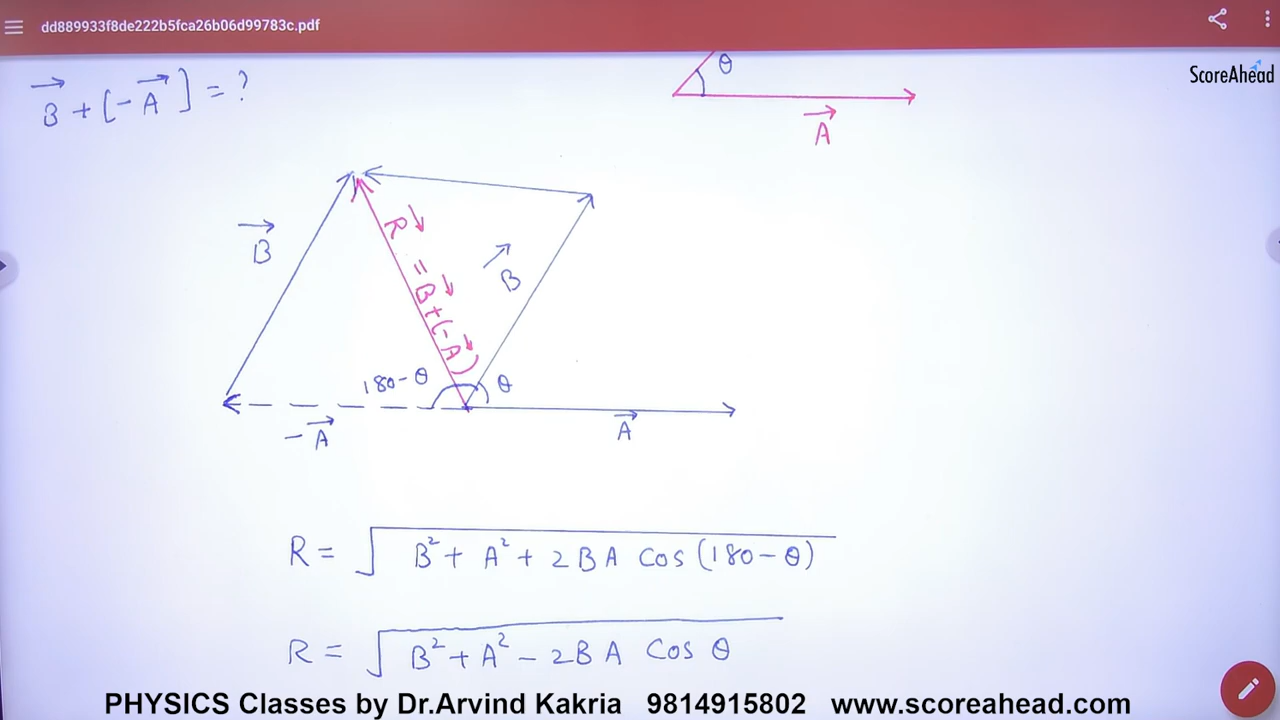 dd889933f8de222b5fca26b06d99783c.pdf
ScoreAhead
B⃗ + [-A⃗] = ?
θ
A⃗
B⃗
R⃗ = B⃗ + (-A⃗)
B⃗
180-θ
θ
-A⃗
A⃗
R = √(B² + A² + 2BA Cos (180-θ))
R = √(B² + A² - 2BA Cos θ)
PHYSICS Classes by Dr.Arvind Kakria 9814915802 www.scoreahead.com